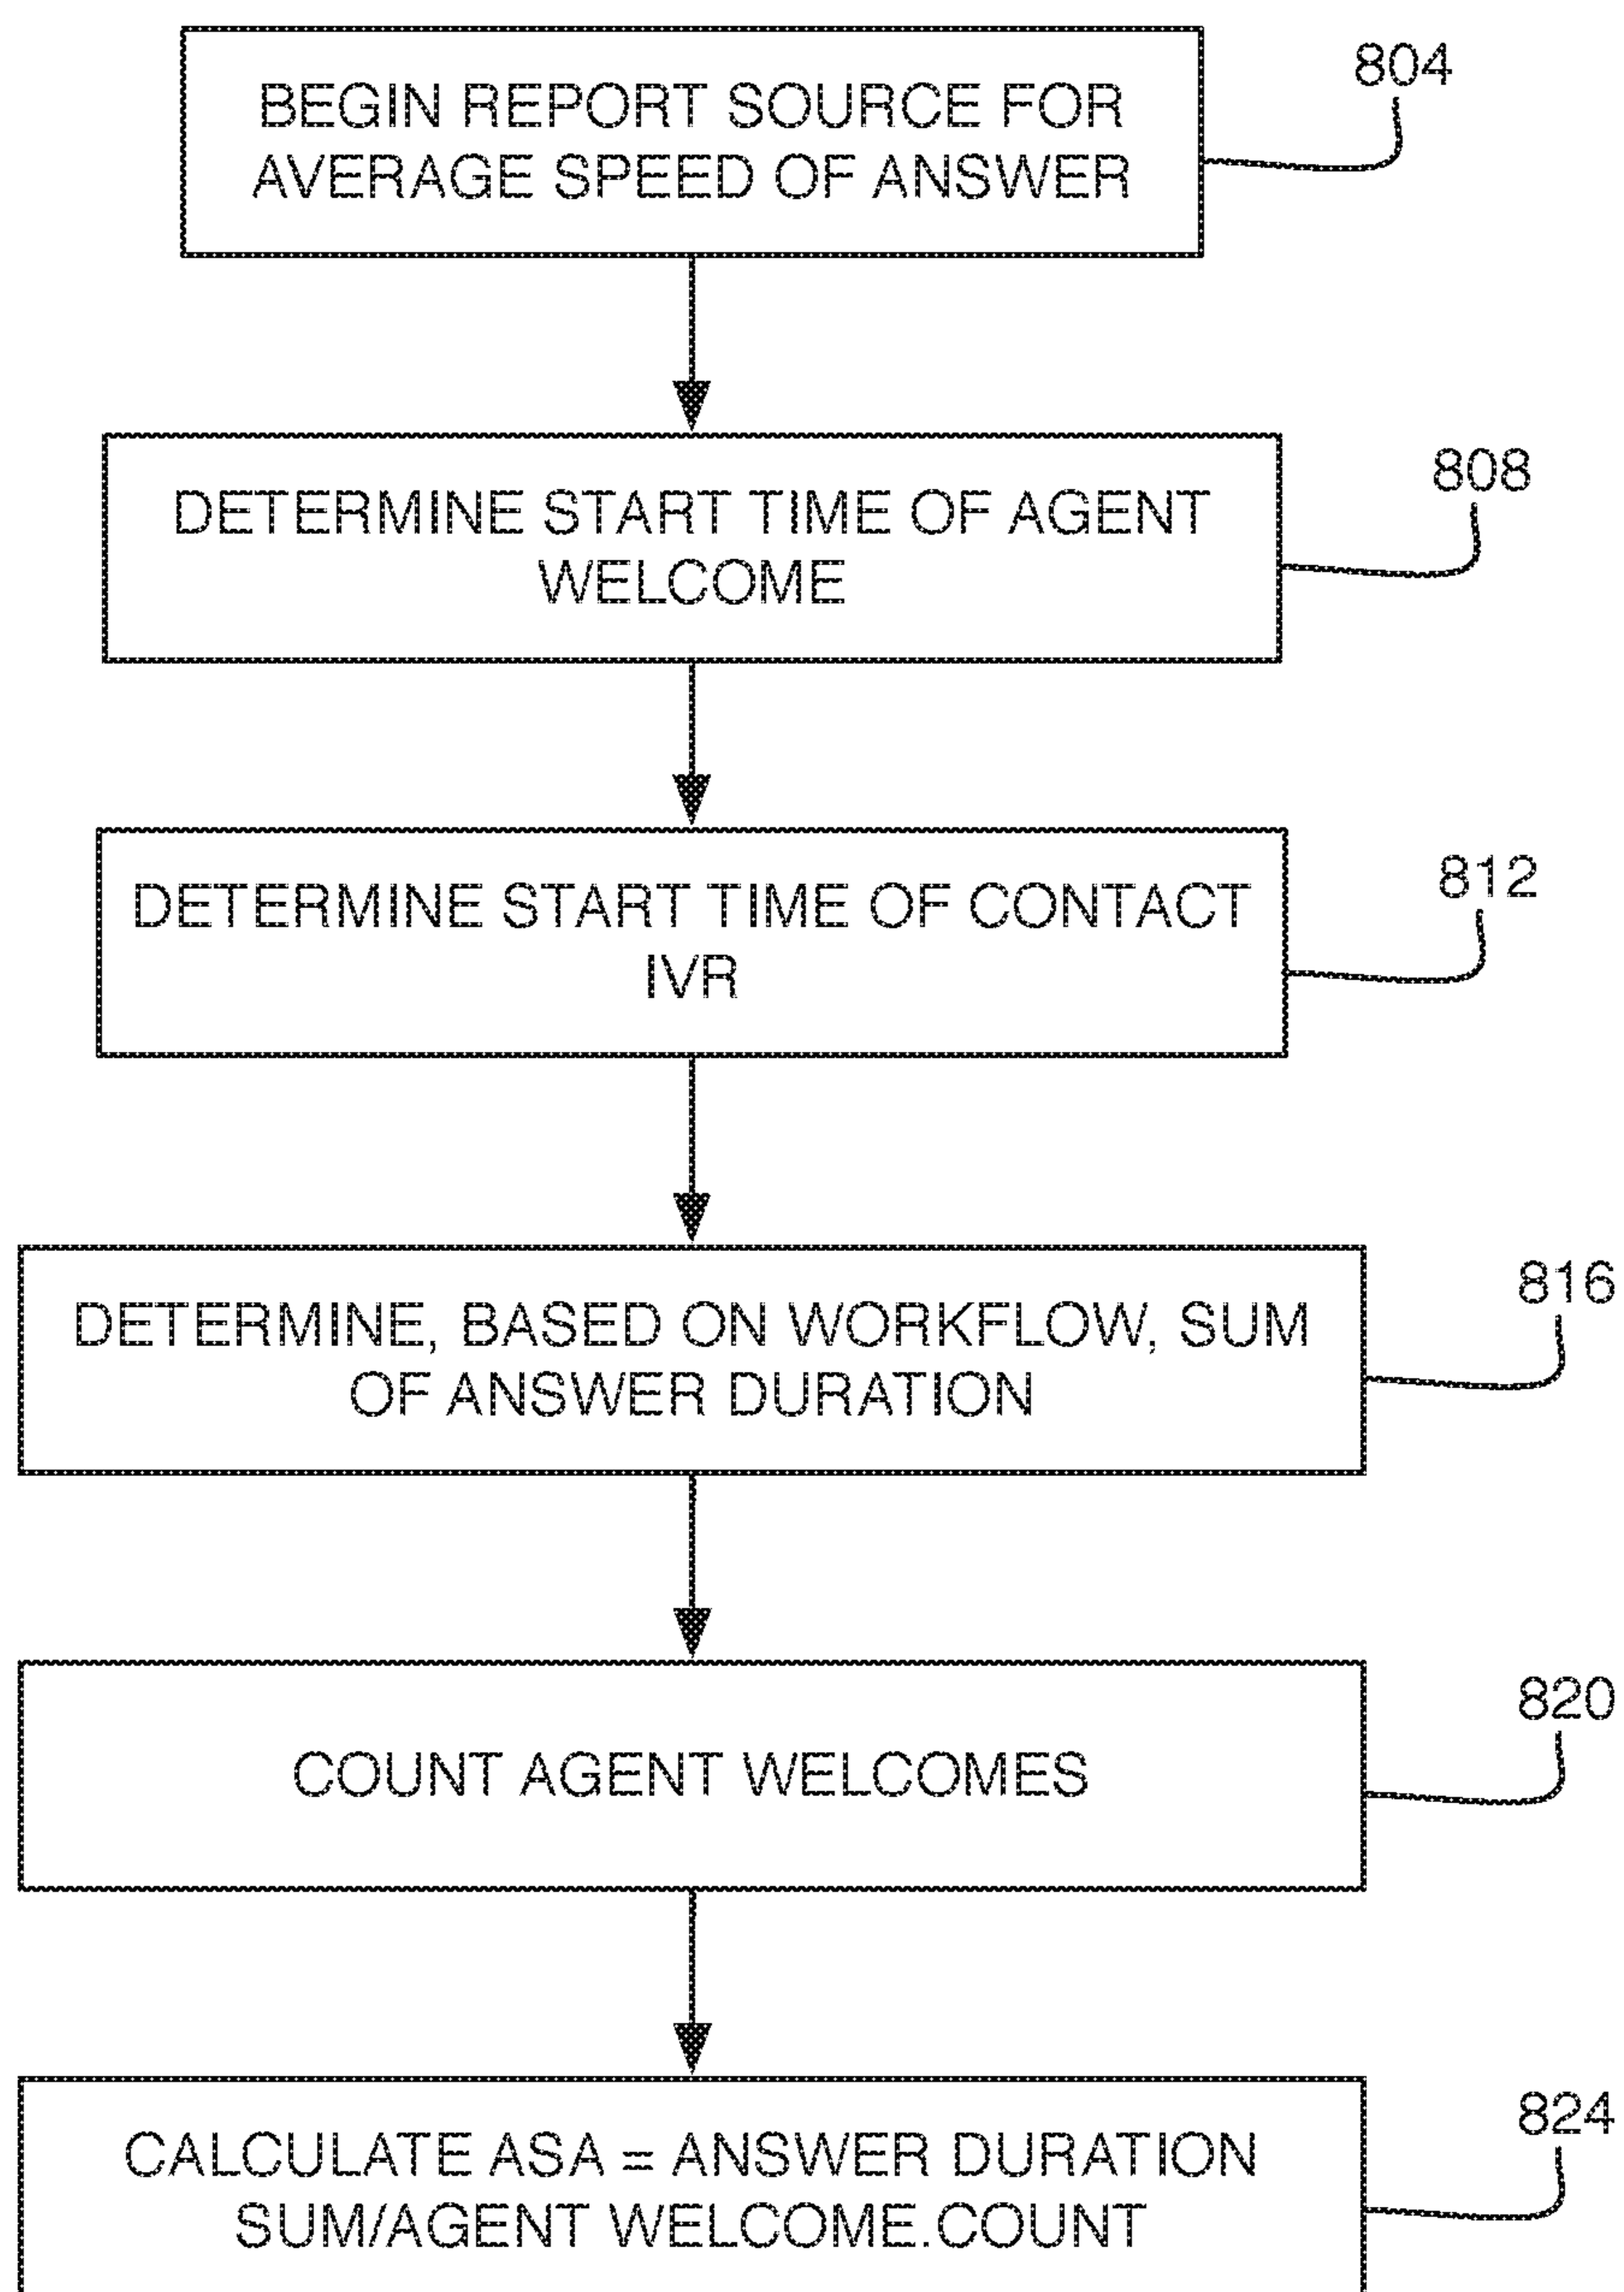 BEGIN REPORT SOURCE FOR
AVERAGE SPEED OF ANSWER
804
DETERMINE START TIME OF AGENT
WELCOME
808
DETERMINE START TIME OF CONTACT
IVR
812
DETERMINE, BASED ON WORKFLOW, SUM
OF ANSWER DURATION
816
COUNT AGENT WELCOMES
820
CALCULATE ASA = ANSWER DURATION
SUM/AGENT WELCOME.COUNT
824